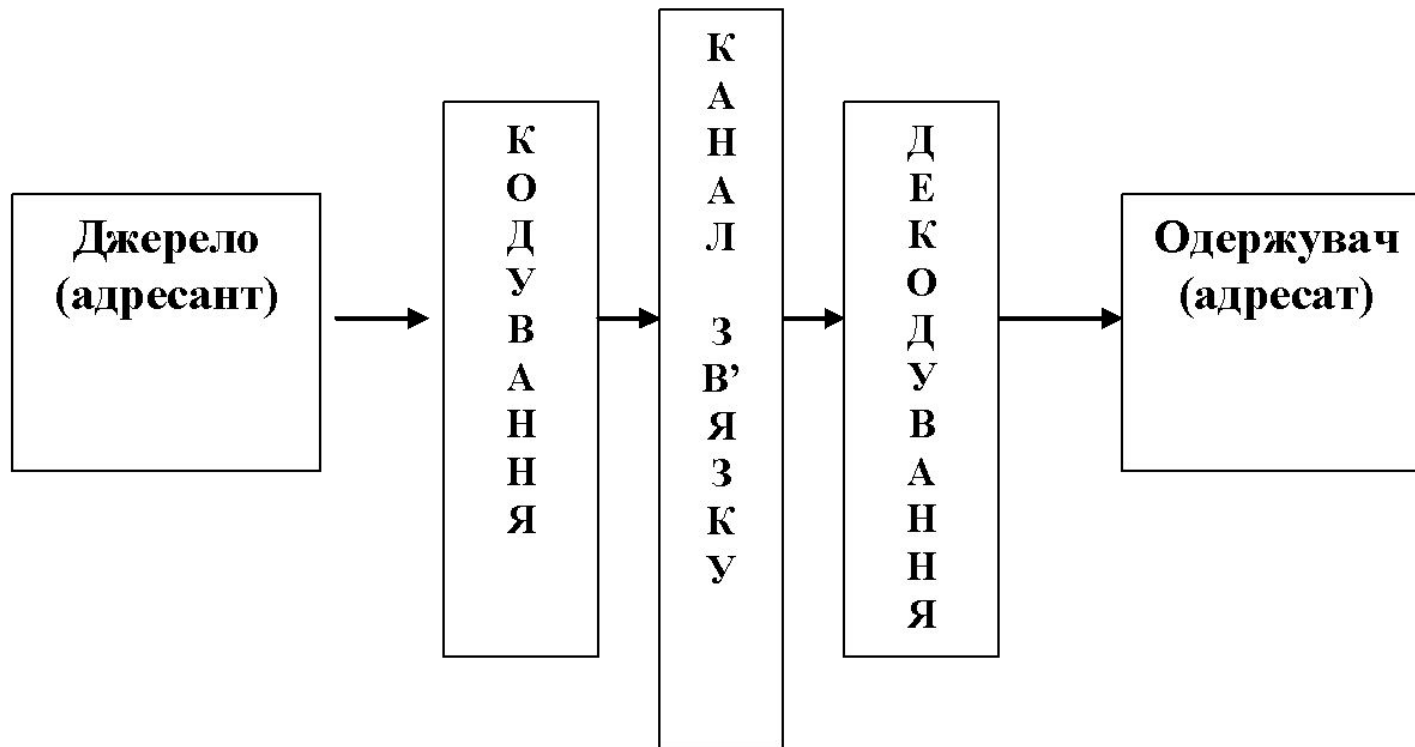 Джерело
(адресант)
КОДУВАННЯ
КАНАЛ ЗВ’ЯЗКУ
ДЕКОДУВАННЯ
Одержувач
(адресат)